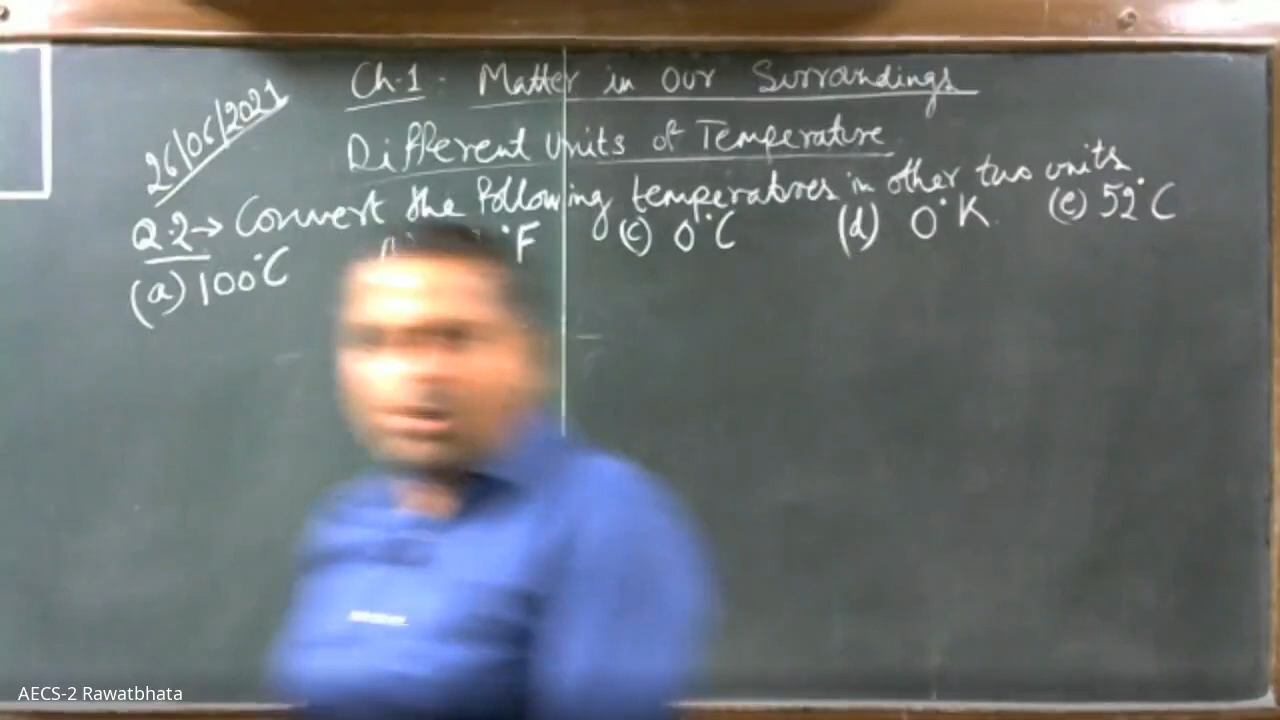 26/06/2021
Ch-1 : Matter in Our Surroundings
Different Units of Temperature
Q.2→ Convert the following temperatures in other two units.
(a) 100°C °F (c) 0°C (d) 0°K. (e) 52°C
AECS-2 Rawatbhata